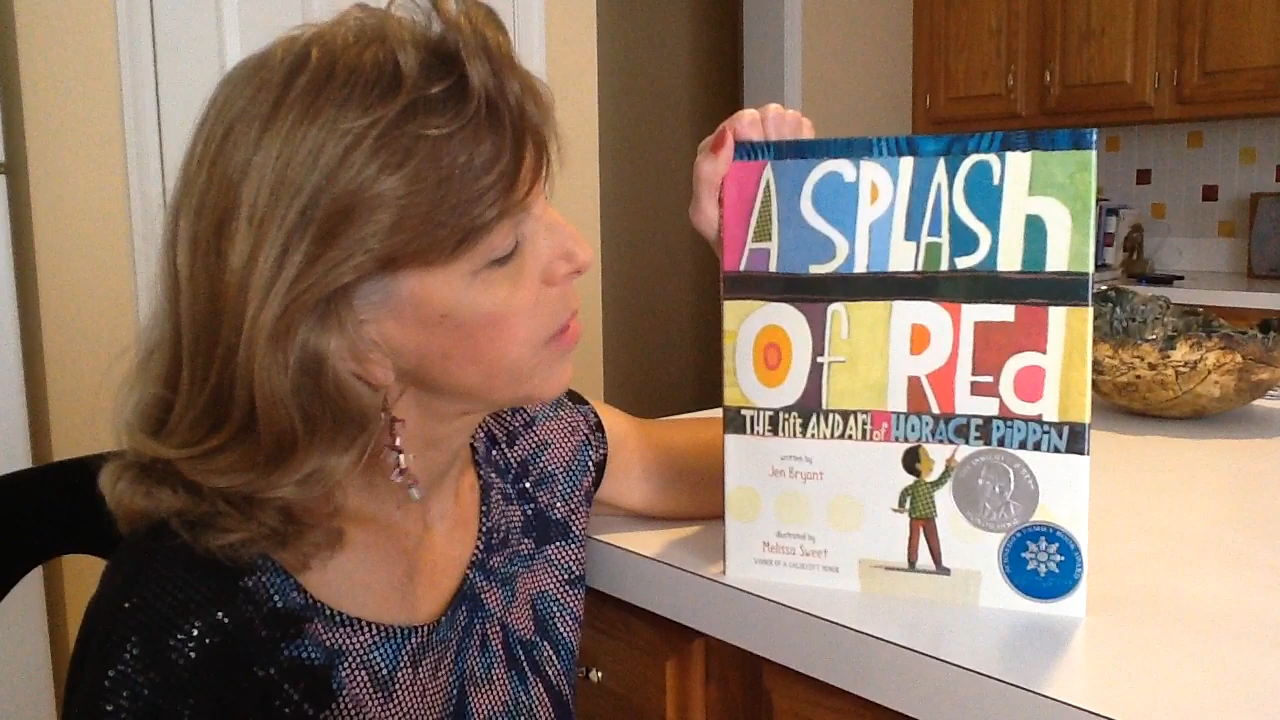 A SPLASh
Of REd
THE life AND Art of HORACE PiPPiN
written by
Jen Bryant
illustrated by
Melissa Sweet
WINNER OF A CALDECOTT HONOR